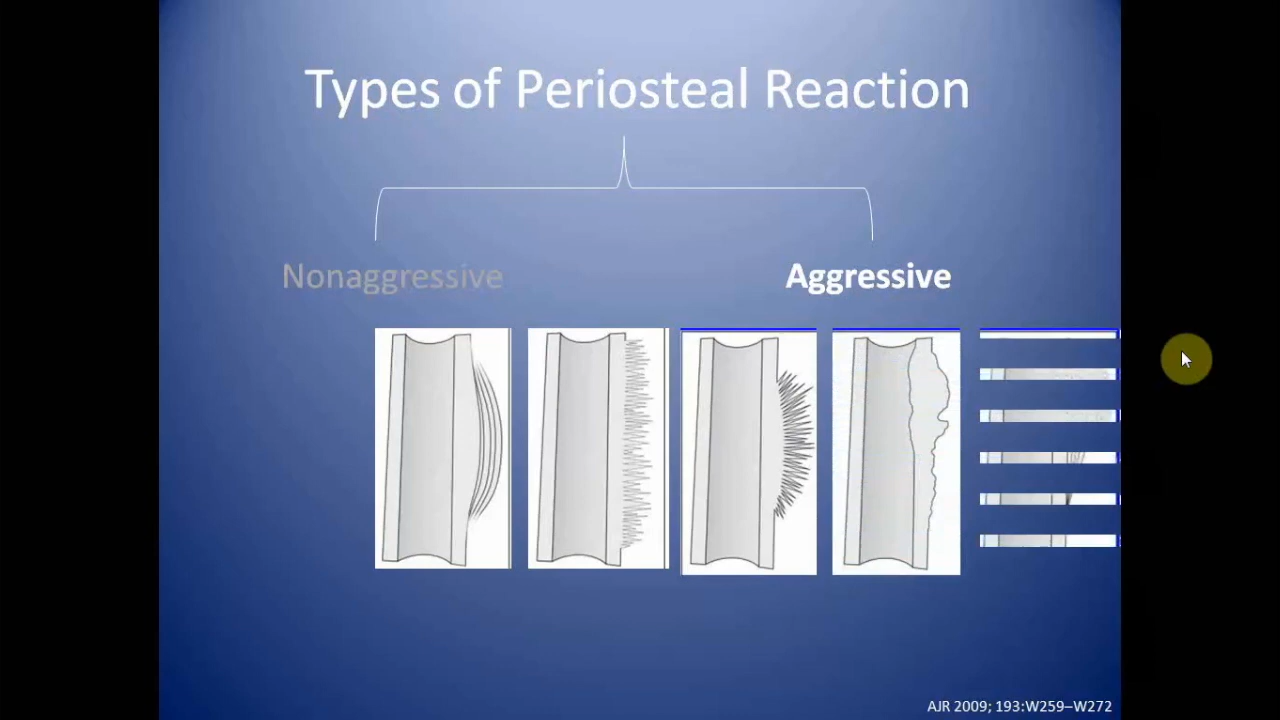 Types of Periosteal Reaction
Nonaggressive
Aggressive
AJR 2009; 193:W259–W272